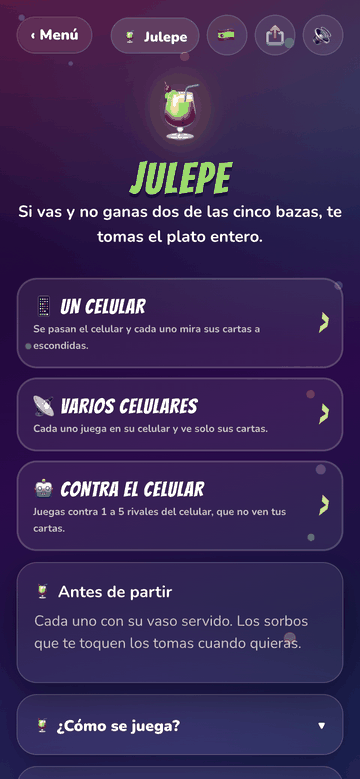 ‹ Menú
Julepe
JULEPE
Si vas y no ganas dos de las cinco bazas, te
tomas el plato entero.
UN CELULAR
Se pasan el celular y cada uno mira sus cartas a
escondidas.
VARIOS CELULARES
Cada uno juega en su celular y ve solo sus cartas.
CONTRA EL CELULAR
Juegas contra 1 a 5 rivales del celular, que no ven tus
cartas.
Antes de partir
Cada uno con su vaso servido. Los sorbos
que te toquen los tomas cuando quieras.
¿Cómo se juega?